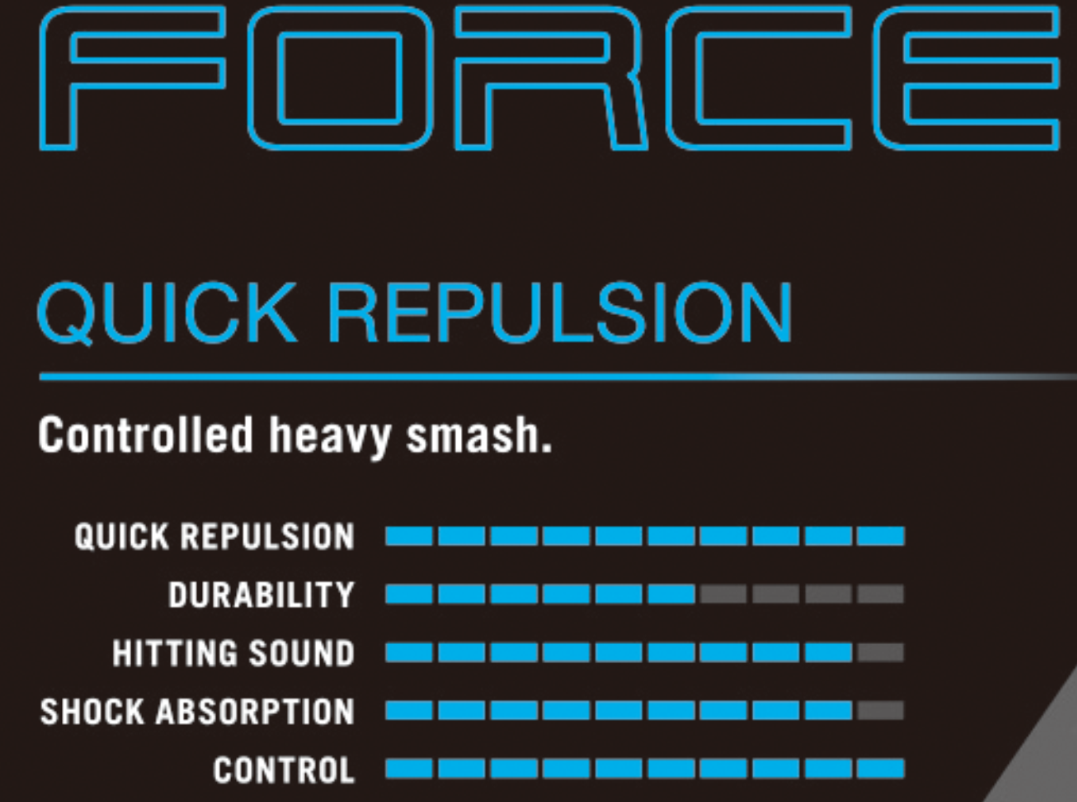 FORCE
QUICK REPULSION
Controlled heavy smash.
QUICK REPULSION
DURABILITY
HITTING SOUND
SHOCK ABSORPTION
CONTROL